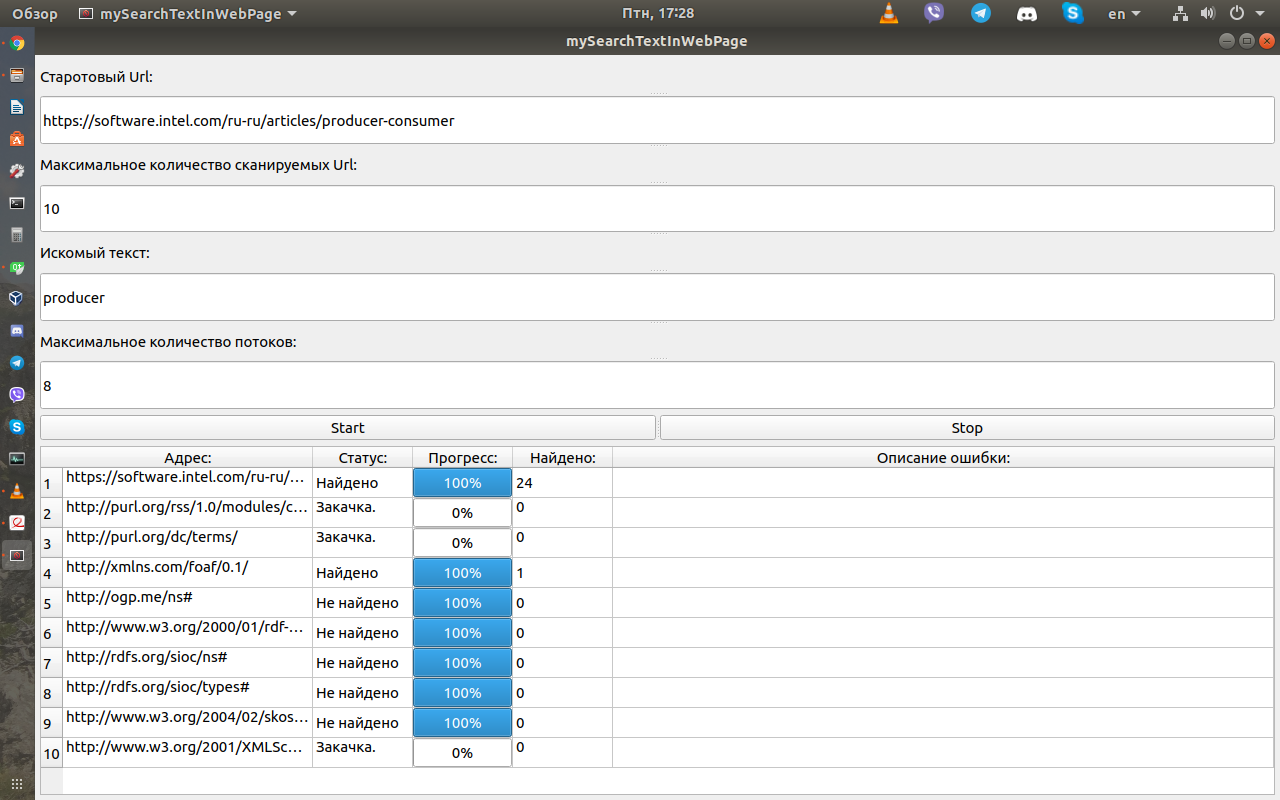 Обзор mySearchTextInWebPage Птн, 17:28 en
mySearchTextInWebPage
Старотовый Url:
https://software.intel.com/ru-ru/articles/producer-consumer
Максимальное количество сканируемых Url:
10
Искомый текст:
producer
Максимальное количество потоков:
8
Start Stop
Адрес: Статус: Прогресс: Найдено: Описание ошибки:
1 https://software.intel.com/ru-ru/... Найдено 100% 24
2 http://purl.org/rss/1.0/modules/c... Закачка. 0% 0
3 http://purl.org/dc/terms/ Закачка. 0% 0
4 http://xmlns.com/foaf/0.1/ Найдено 100% 1
5 http://ogp.me/ns# Не найдено 100% 0
6 http://www.w3.org/2000/01/rdf-... Не найдено 100% 0
7 http://rdfs.org/sioc/ns# Не найдено 100% 0
8 http://rdfs.org/sioc/types# Не найдено 100% 0
9 http://www.w3.org/2004/02/skos... Не найдено 100% 0
10 http://www.w3.org/2001/XMLSc... Закачка. 0% 0